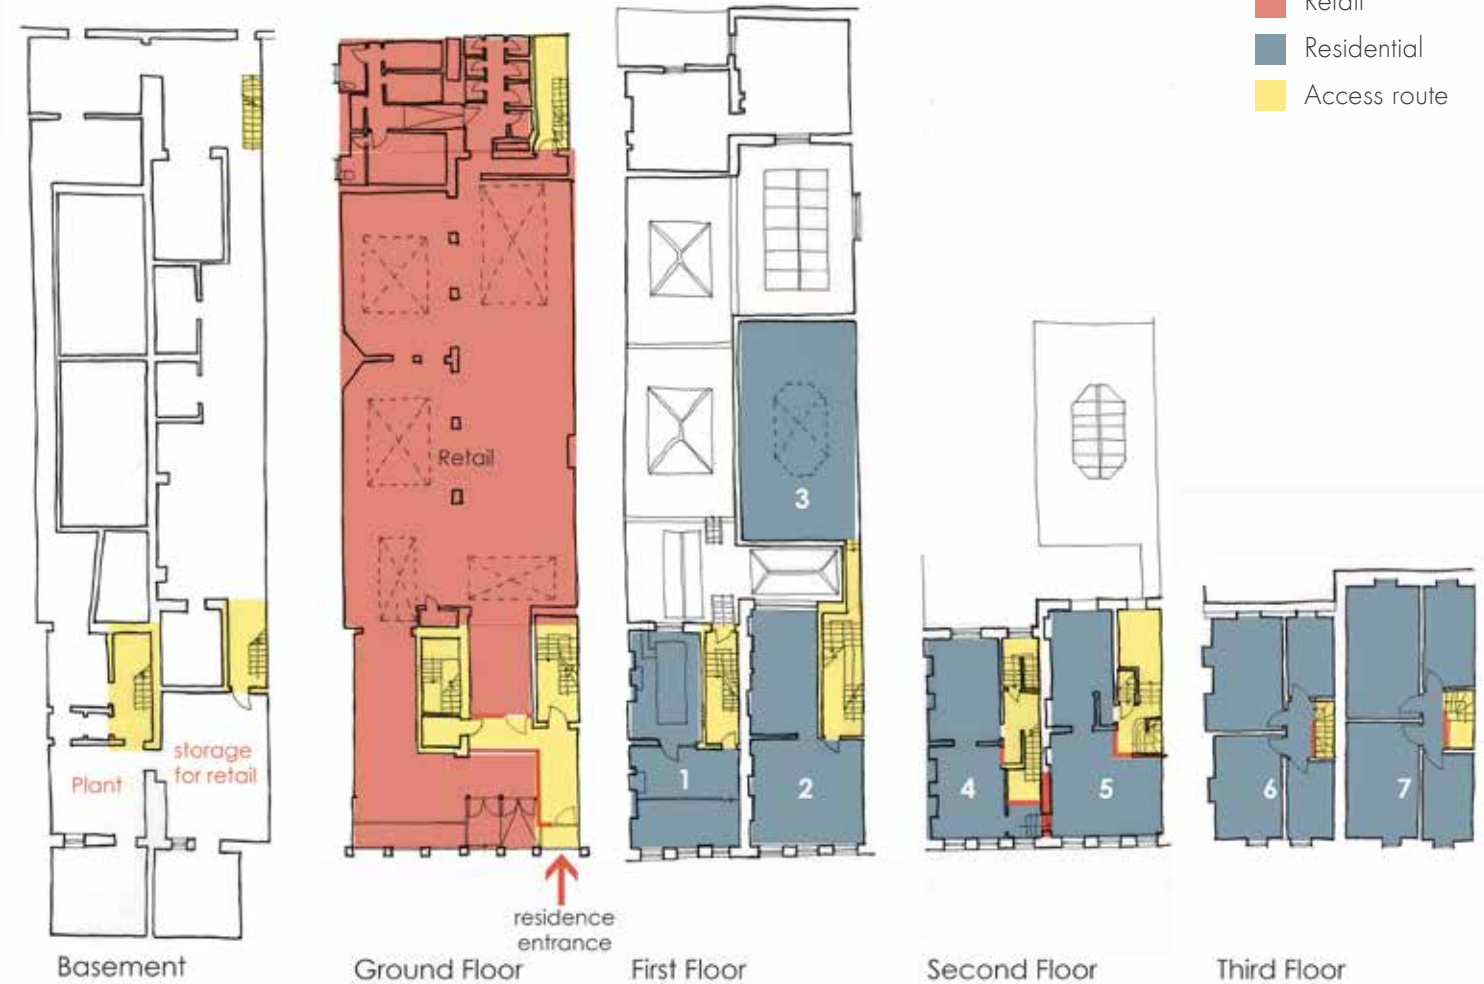 Retail
Residential
Access route
Retail
3
1
2
4
5
6
7
Plant
storage
for retail
residence
entrance
Basement
Ground Floor
First Floor
Second Floor
Third Floor